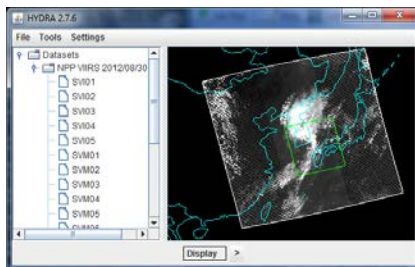 HYDRA 2.7.6
File Tools Settings
Datasets
NPP VIIRS 2012/08/30
SVI01
SVI02
SVI03
SVI04
SVI05
SVM01
SVM02
SVM03
SVM04
SVM05
Display >